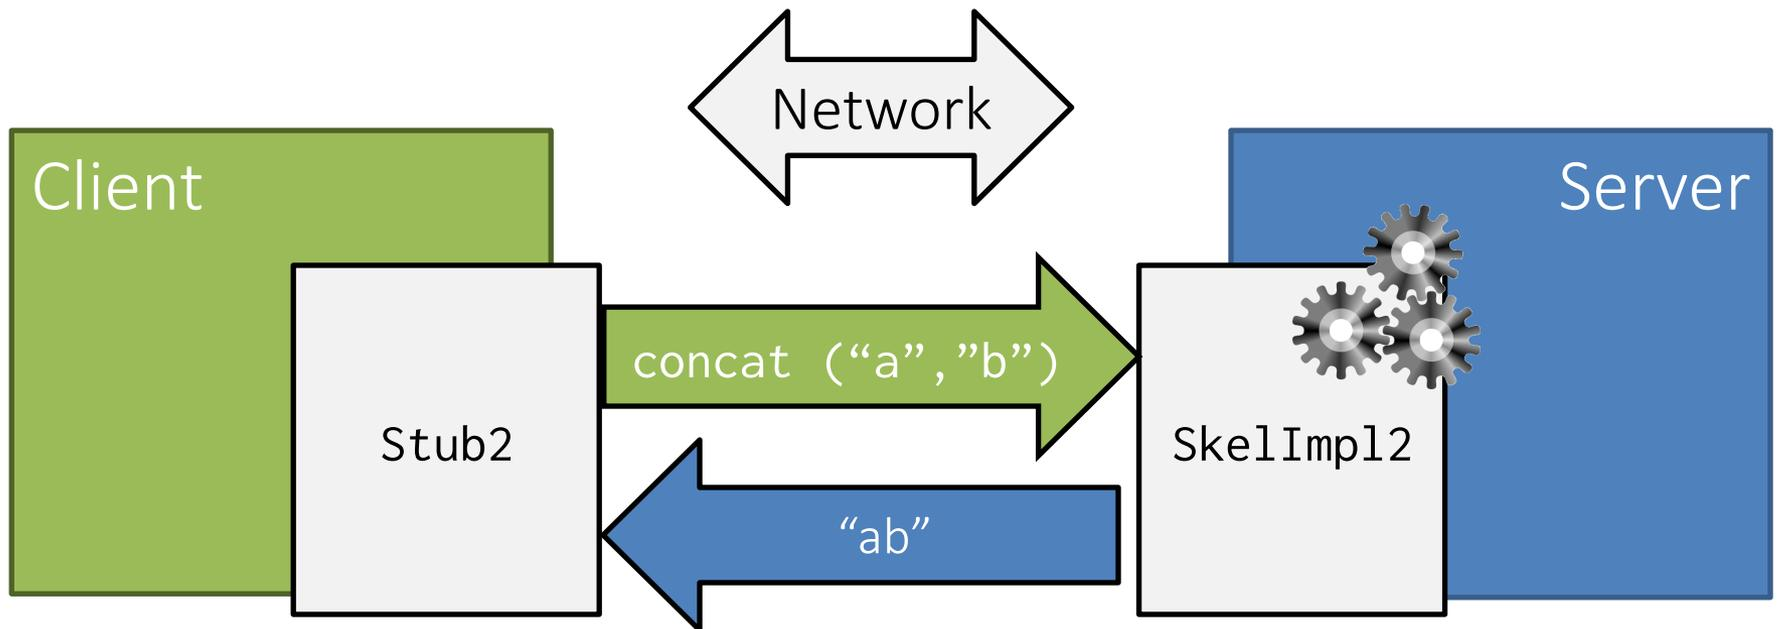 Network
Client
Server
concat (“a”,”b”)
Stub2
SkelImpl2
“ab”